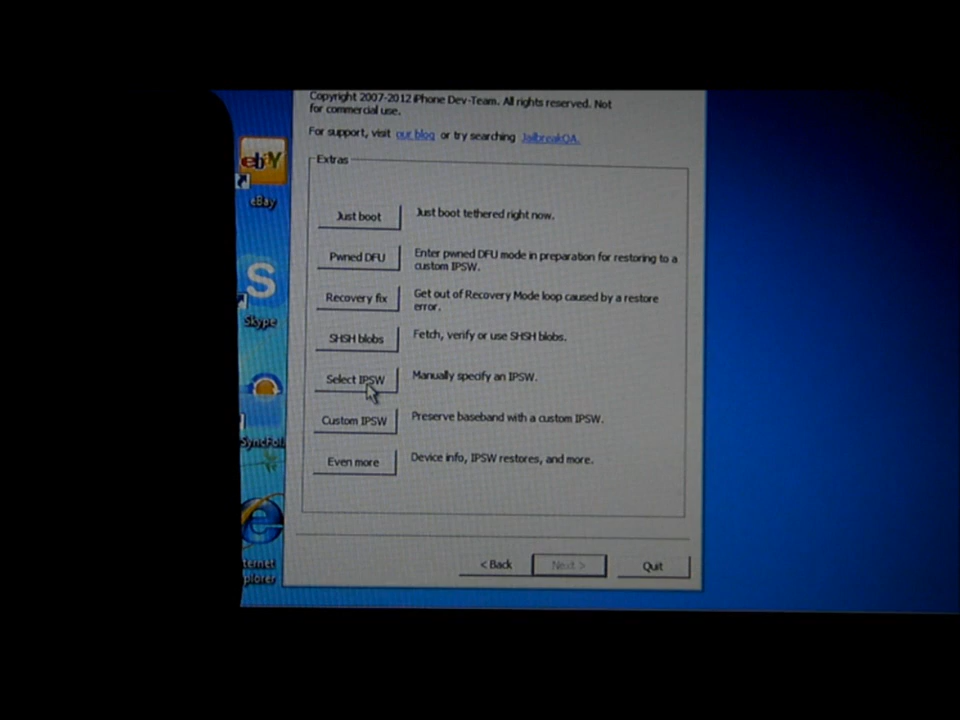 Copyright 2007-2012 iPhone Dev-Team. All rights reserved. Not
for commercial use.
For support, visit our blog or try searching JailbreakQA.
Extras
Just boot
Just boot tethered right now.
Pwned DFU
Enter pwned DFU mode in preparation for restoring to a
custom IPSW.
Recovery fix
Get out of Recovery Mode loop caused by a restore
error.
SHSH blobs
Fetch, verify or use SHSH blobs.
Select IPSW
Manually specify an IPSW.
Custom IPSW
Preserve baseband with a custom IPSW.
Even more
Device info, IPSW restores, and more.
< Back
Next >
Quit
ebaY
eBay
S
Skype
SyncFol
ternet
plorer